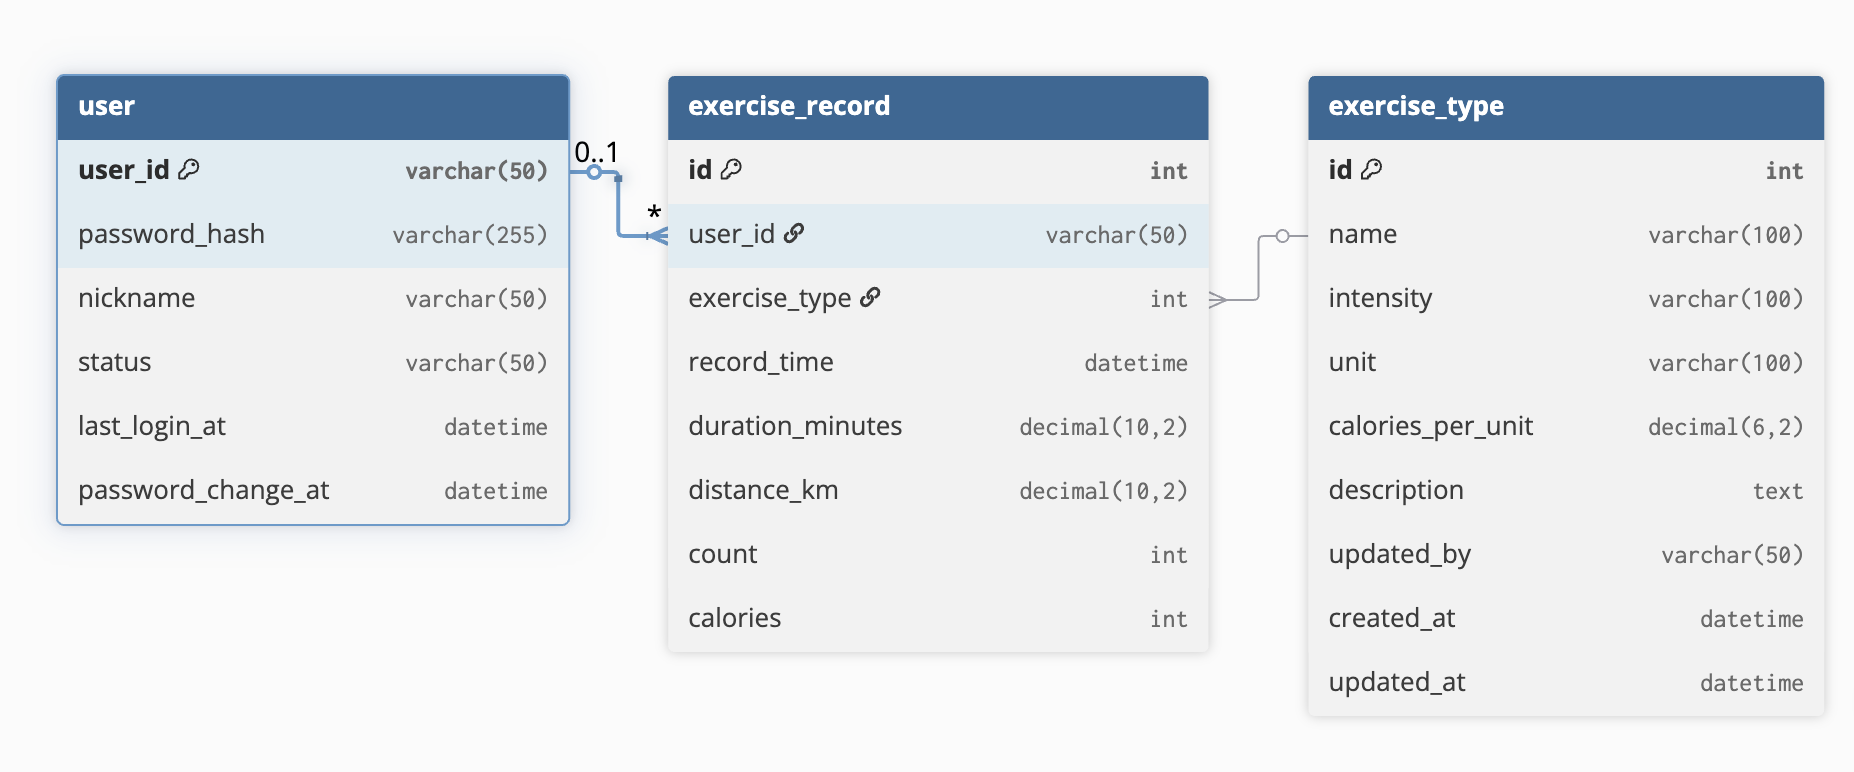 user
user_id varchar(50)
password_hash varchar(255)
nickname varchar(50)
status varchar(50)
last_login_at datetime
password_change_at datetime
0..1
*
exercise_record
id int
user_id varchar(50)
exercise_type int
record_time datetime
duration_minutes decimal(10,2)
distance_km decimal(10,2)
count int
calories int
exercise_type
id int
name varchar(100)
intensity varchar(100)
unit varchar(100)
calories_per_unit decimal(6,2)
description text
updated_by varchar(50)
created_at datetime
updated_at datetime